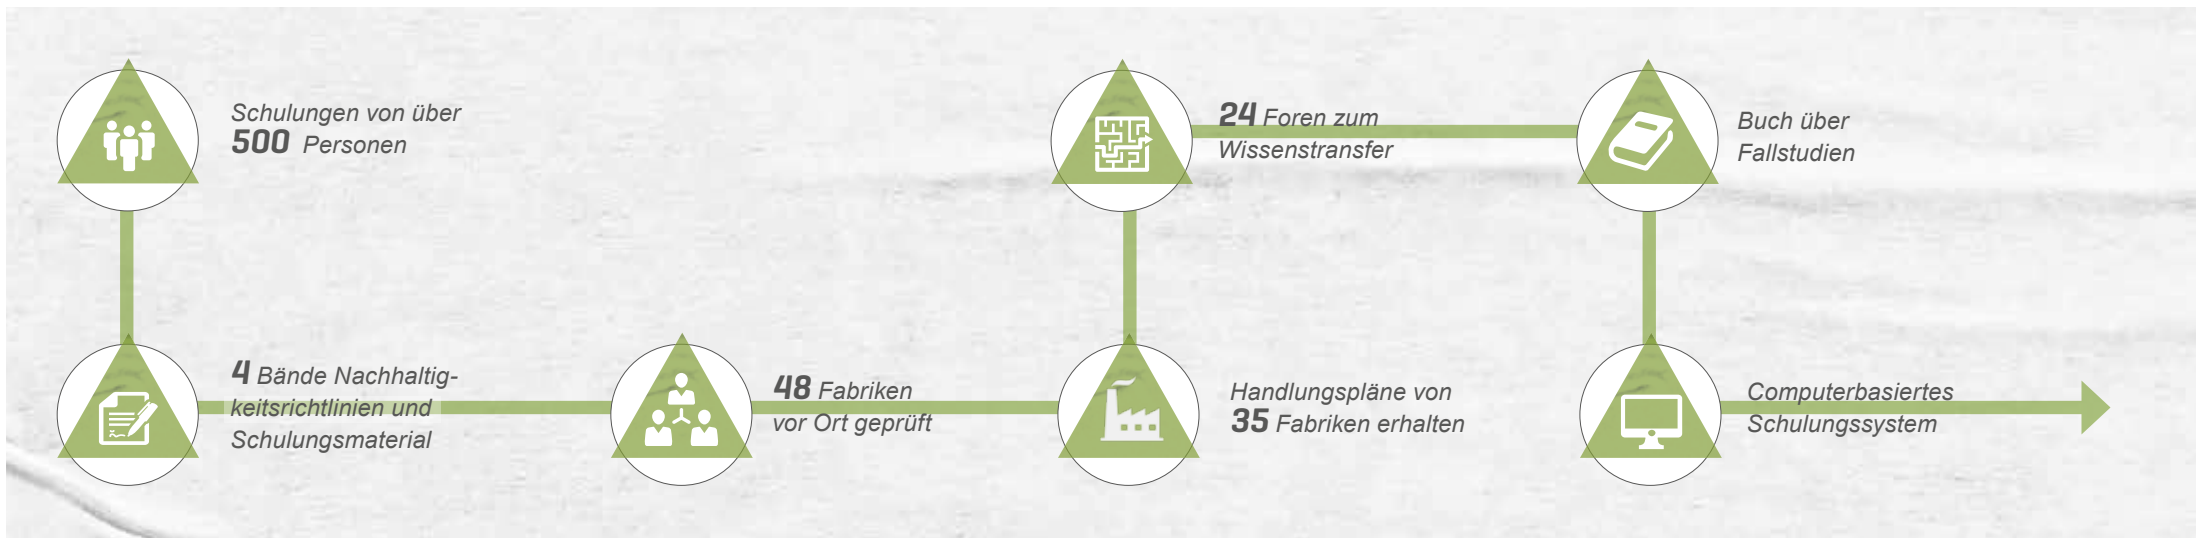 Schulungen von über
500 Personen
4 Bände Nachhaltig-
keitsrichtlinien und
Schulungsmaterial
48 Fabriken
vor Ort geprüft
Handlungspläne von
35 Fabriken erhalten
24 Foren zum
Wissenstransfer
Buch über
Fallstudien
Computerbasiertes
Schulungssystem